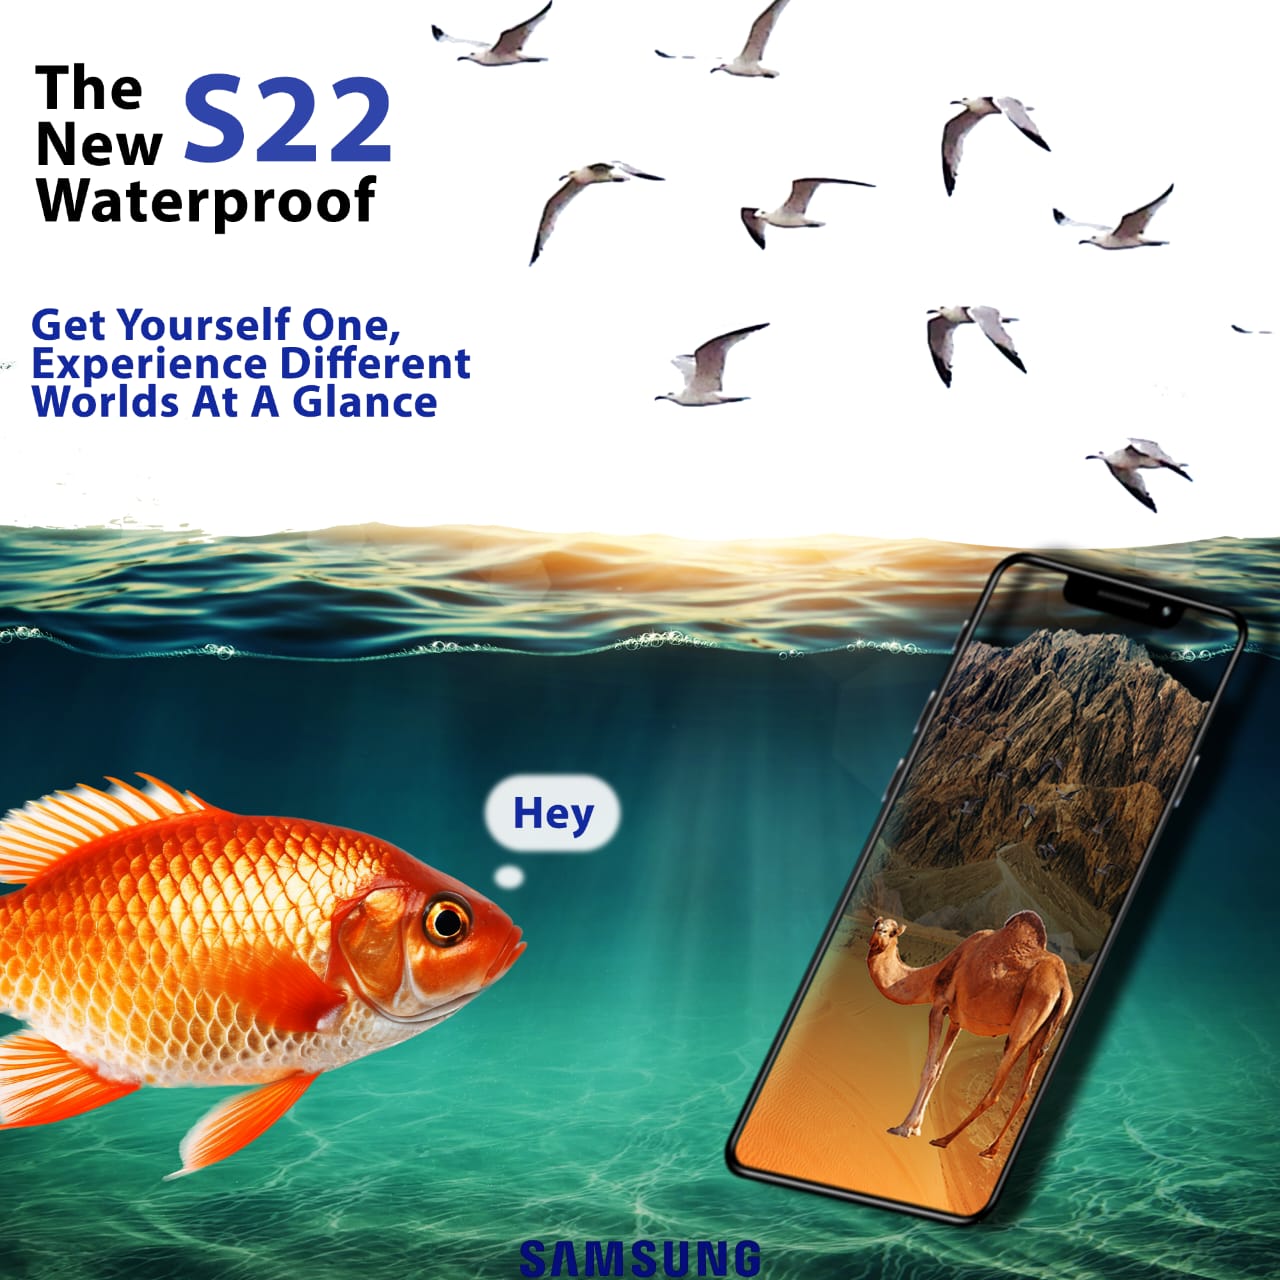 The
New S22
Waterproof
Get Yourself One,
Experience Different
Worlds At A Glance
Hey
SAMSUNG